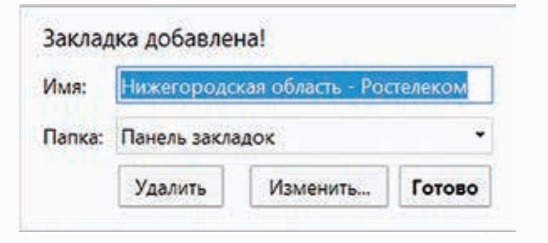 Закладка добавлена!
Имя: Нижегородская область - Ростелеком
Папка: Панель закладок
Удалить Изменить... Готово